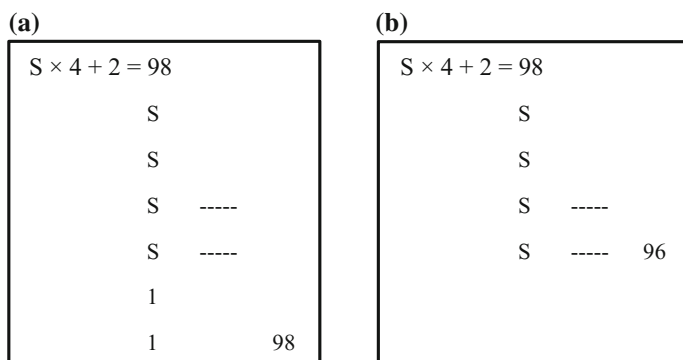 (a)
S × 4 + 2 = 98
S
S
S -----
S -----
1
1 98
(b)
S × 4 + 2 = 98
S
S
S -----
S ----- 96